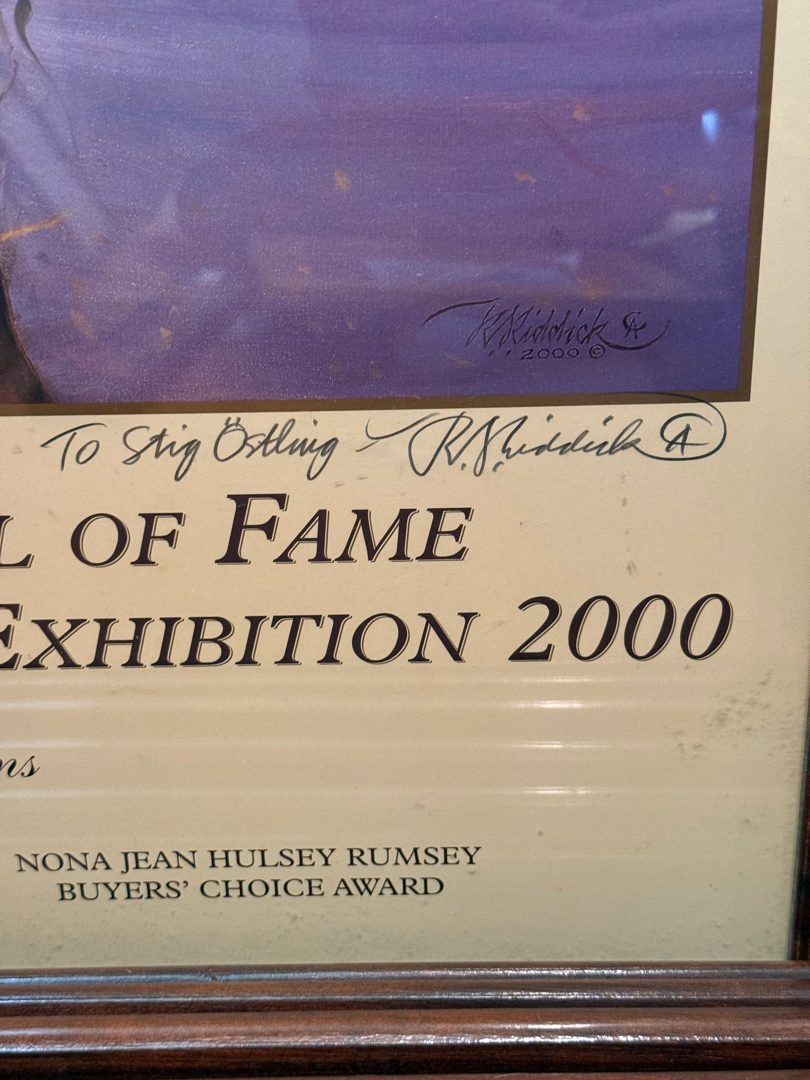 R. Riddick CA
2000 ©
To Stig Östling — R. S. Riddick CA
L OF FAME
EXHIBITION 2000
ns
NONA JEAN HULSEY RUMSEY
BUYERS' CHOICE AWARD